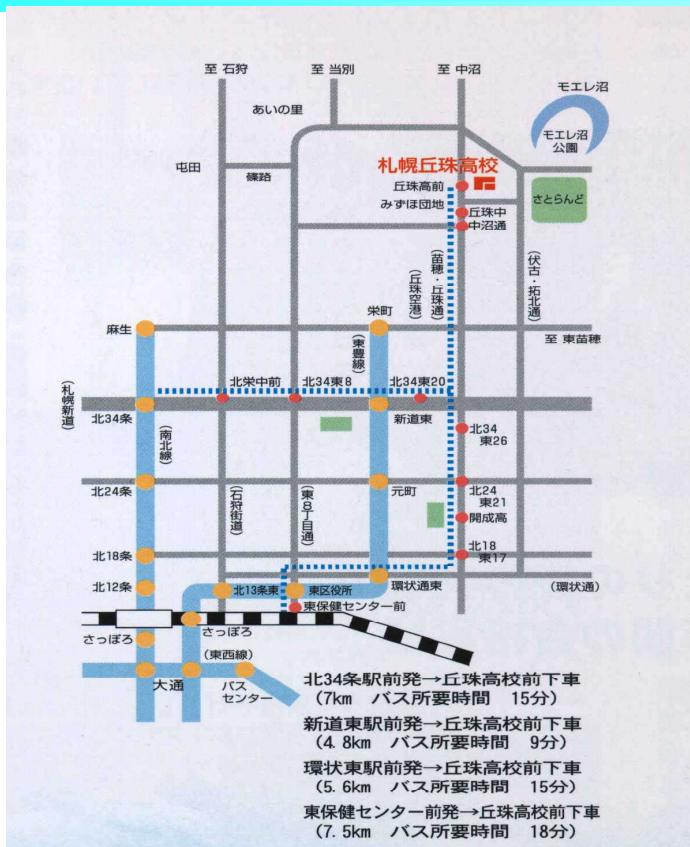 至 石狩
至 当別
至 中沼
モエレ沼
あいの里
モエレ沼
公園
屯田
篠路
札幌丘珠高校
丘珠高前
みずほ団地
さとらんど
丘珠中
中沼通
(苗穂・丘珠通)
(丘珠空港)
(伏古・拓北通)
栄町
麻生
(東豊線)
至 東苗穂
(札幌新道)
北栄中前
北34東8
北34東20
北34条
新道東
(南北線)
北34
東26
北24条
元町
北24
東21
(石狩街道)
(東8丁目通)
開成高
北18条
北18
東17
北12条
北13条東
東区役所
環状通東
(環状通)
東保健センター前
さっぽろ
さっぽろ
(東西線)
大通
バス
センター
北34条駅前発→丘珠高校前下車
(7km バス所要時間 15分)
新道東駅前発→丘珠高校前下車
(4.8km バス所要時間 9分)
環状東駅前発→丘珠高校前下車
(5.6km バス所要時間 15分)
東保健センター前発→丘珠高校前下車
(7.5km バス所要時間 18分)